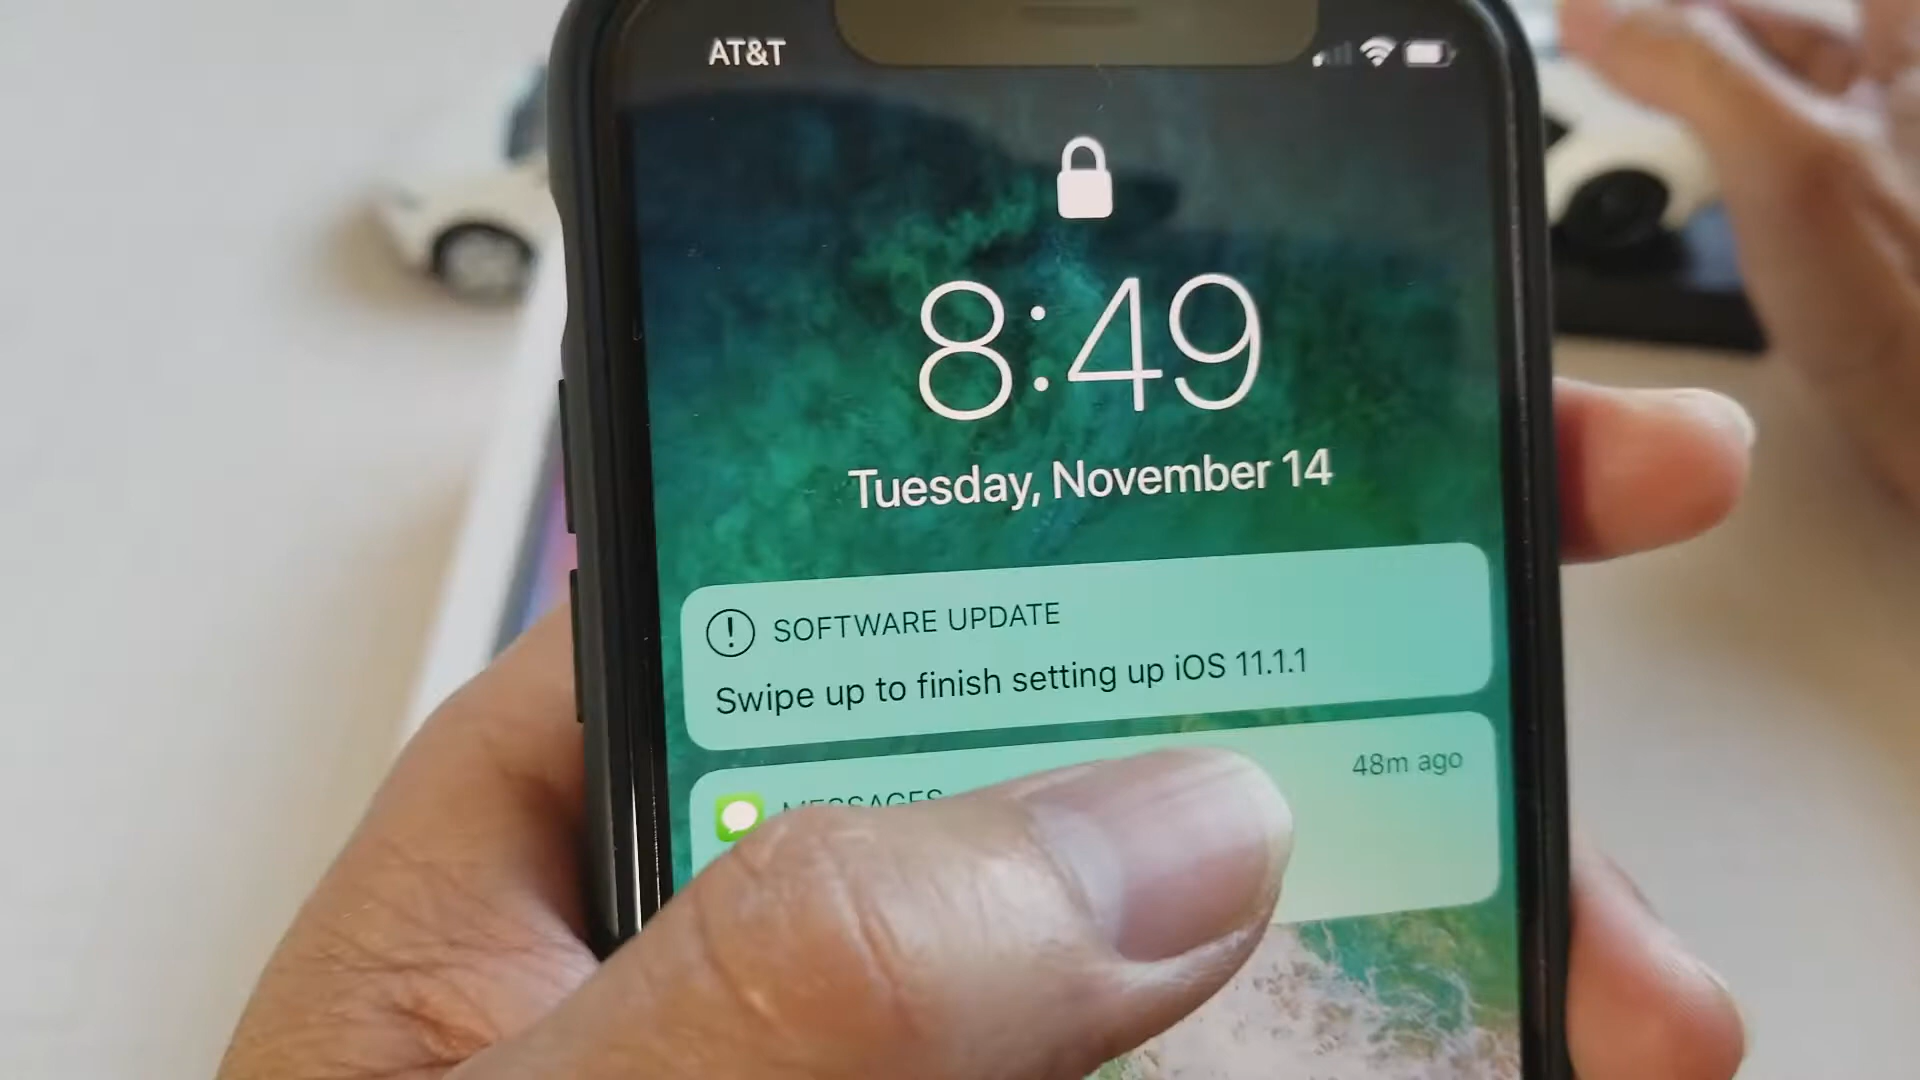 AT&T
8:49
Tuesday, November 14
SOFTWARE UPDATE
Swipe up to finish setting up iOS 11.1.1
MESSAGES
48m ago